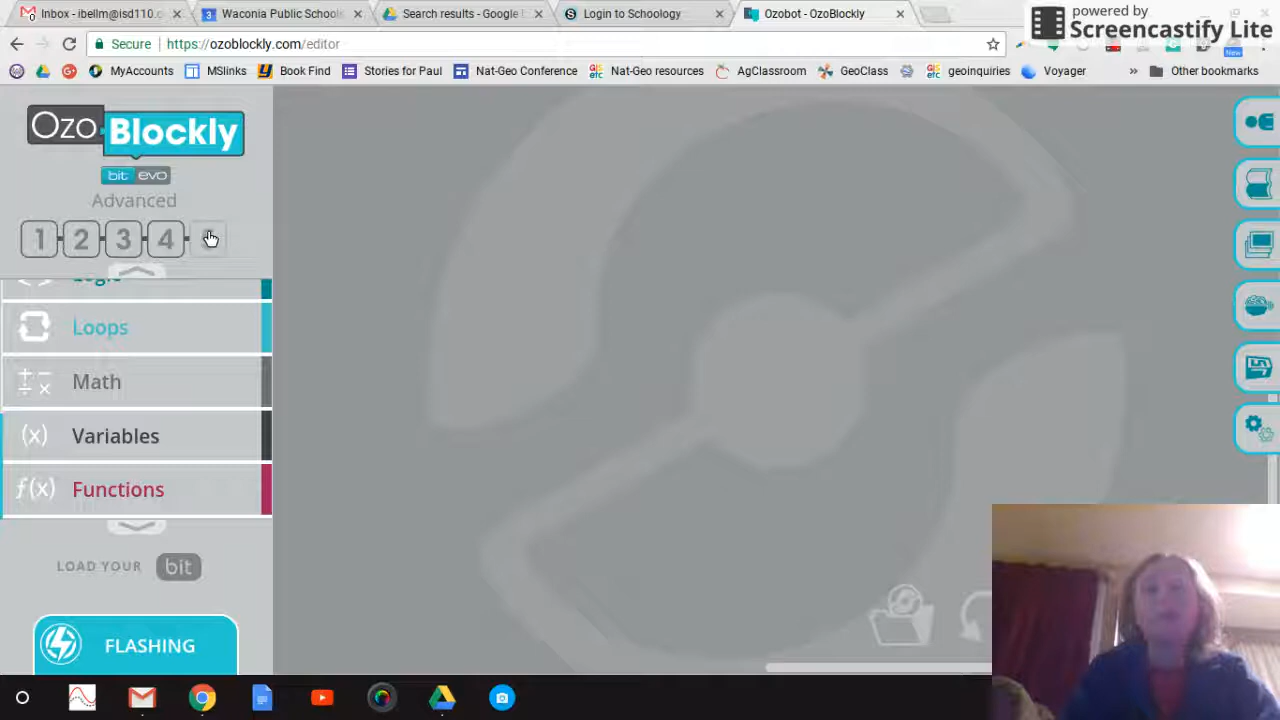 Inbox - ibellm@isd110.o
Waconia Public School
Search results - Google
Login to Schoology
Ozobot - OzoBlockly
powered by
Screencastify Lite
Secure
https://ozoblockly.com/editor
New
MyAccounts
MSlinks
Book Find
Stories for Paul
Nat-Geo Conference
Nat-Geo resources
AgClassroom
GeoClass
geoinquiries
Voyager
»
Other bookmarks
Ozo Blockly
bit evo
Advanced
1 2 3 4
Logic
Loops
Math
(x) Variables
f(x) Functions
LOAD YOUR bit
FLASHING